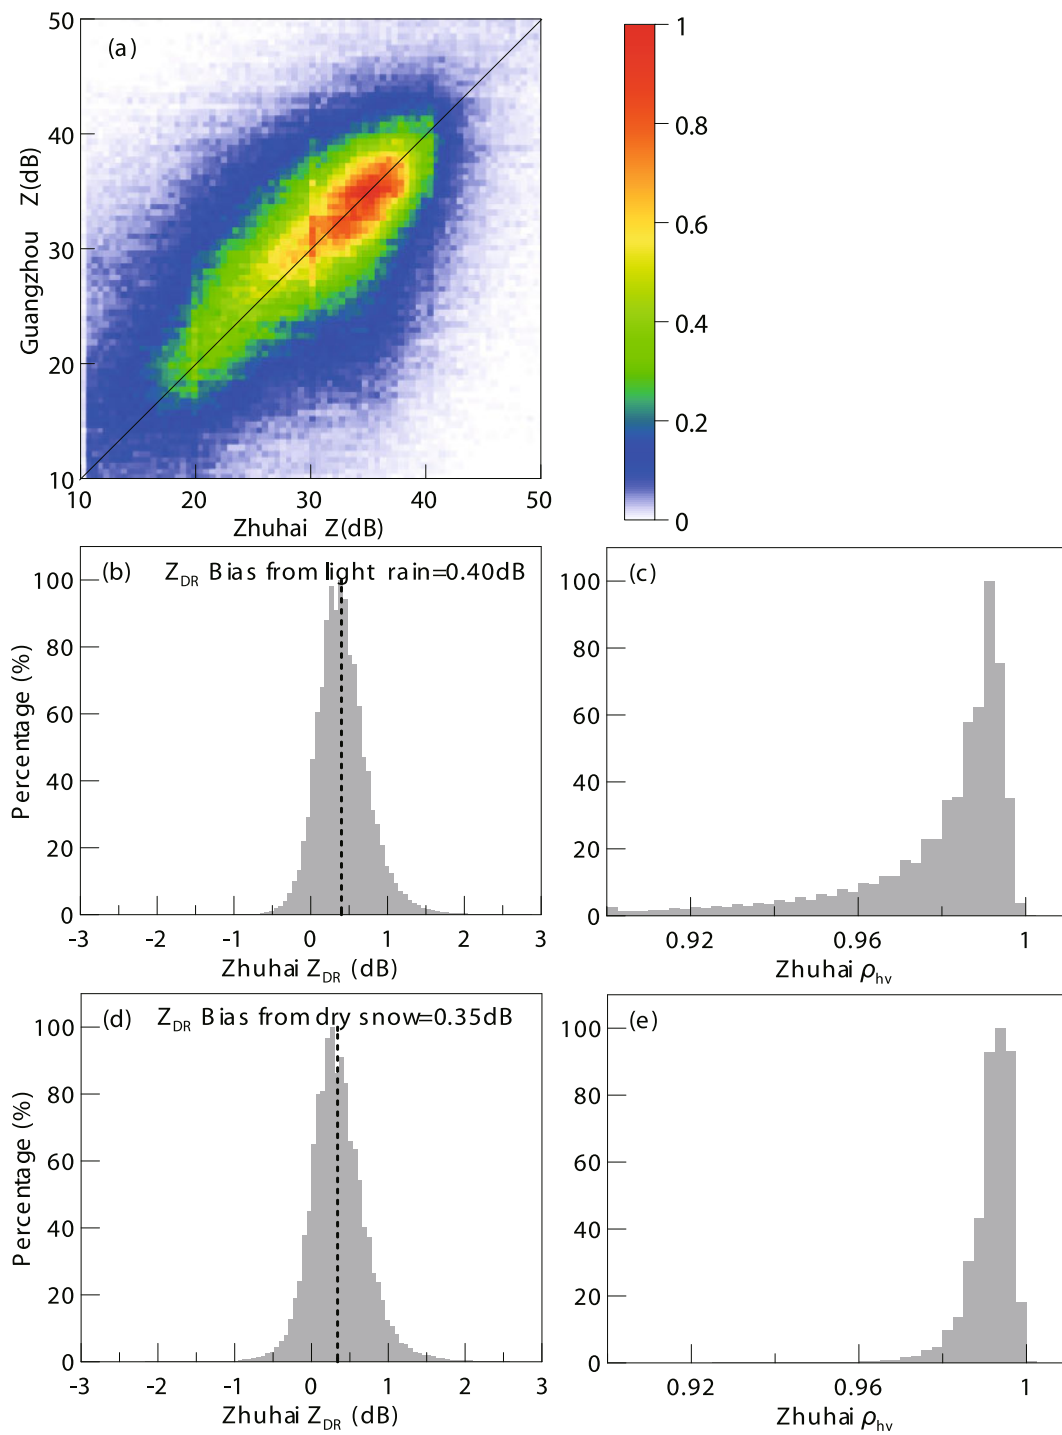 (a)
50
40
30
20
10
Guangzhou Z(dB)
10 20 30 40 50
Zhuhai Z(dB)
1
0.8
0.6
0.4
0.2
0
(b) ZDR Bias from light rain=0.40dB
100
80
60
40
20
0
Percentage (%)
-3 -2 -1 0 1 2 3
Zhuhai ZDR (dB)
(c)
100
80
60
40
20
0
0.92 0.96 1
Zhuhai ρhv
(d) ZDR Bias from dry snow=0.35dB
100
80
60
40
20
0
Percentage (%)
-3 -2 -1 0 1 2 3
Zhuhai ZDR (dB)
(e)
100
80
60
40
20
0
0.92 0.96 1
Zhuhai ρhv